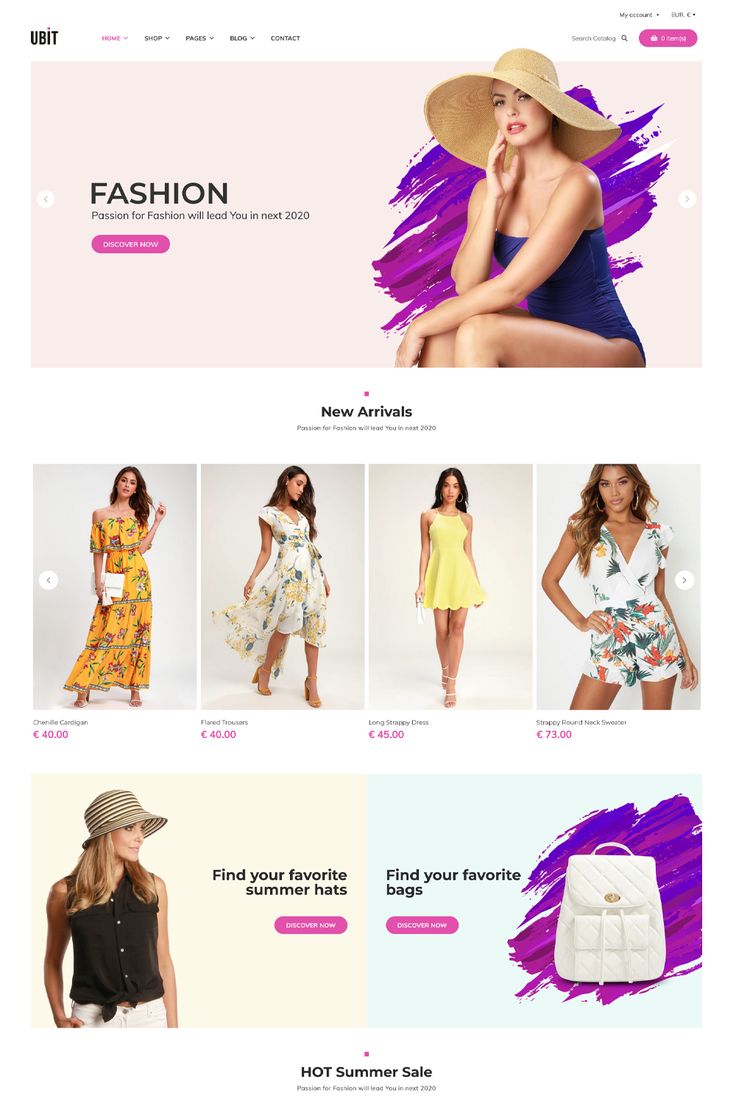 My account
EUR. €
UBIT
HOME
SHOP
PAGES
BLOG
CONTACT
Search Catalog
0 item(s)
FASHION
Passion for Fashion will lead You in next 2020
DISCOVER NOW
New Arrivals
Passion for Fashion will lead You in next 2020
Chenille Cardigan
€ 40.00
Flared Trousers
€ 40.00
Long Strappy Dress
€ 45.00
Strappy Round Neck Sweater
€ 73.00
Find your favorite
summer hats
DISCOVER NOW
Find your favorite
bags
DISCOVER NOW
HOT Summer Sale
Passion for Fashion will lead You in next 2020